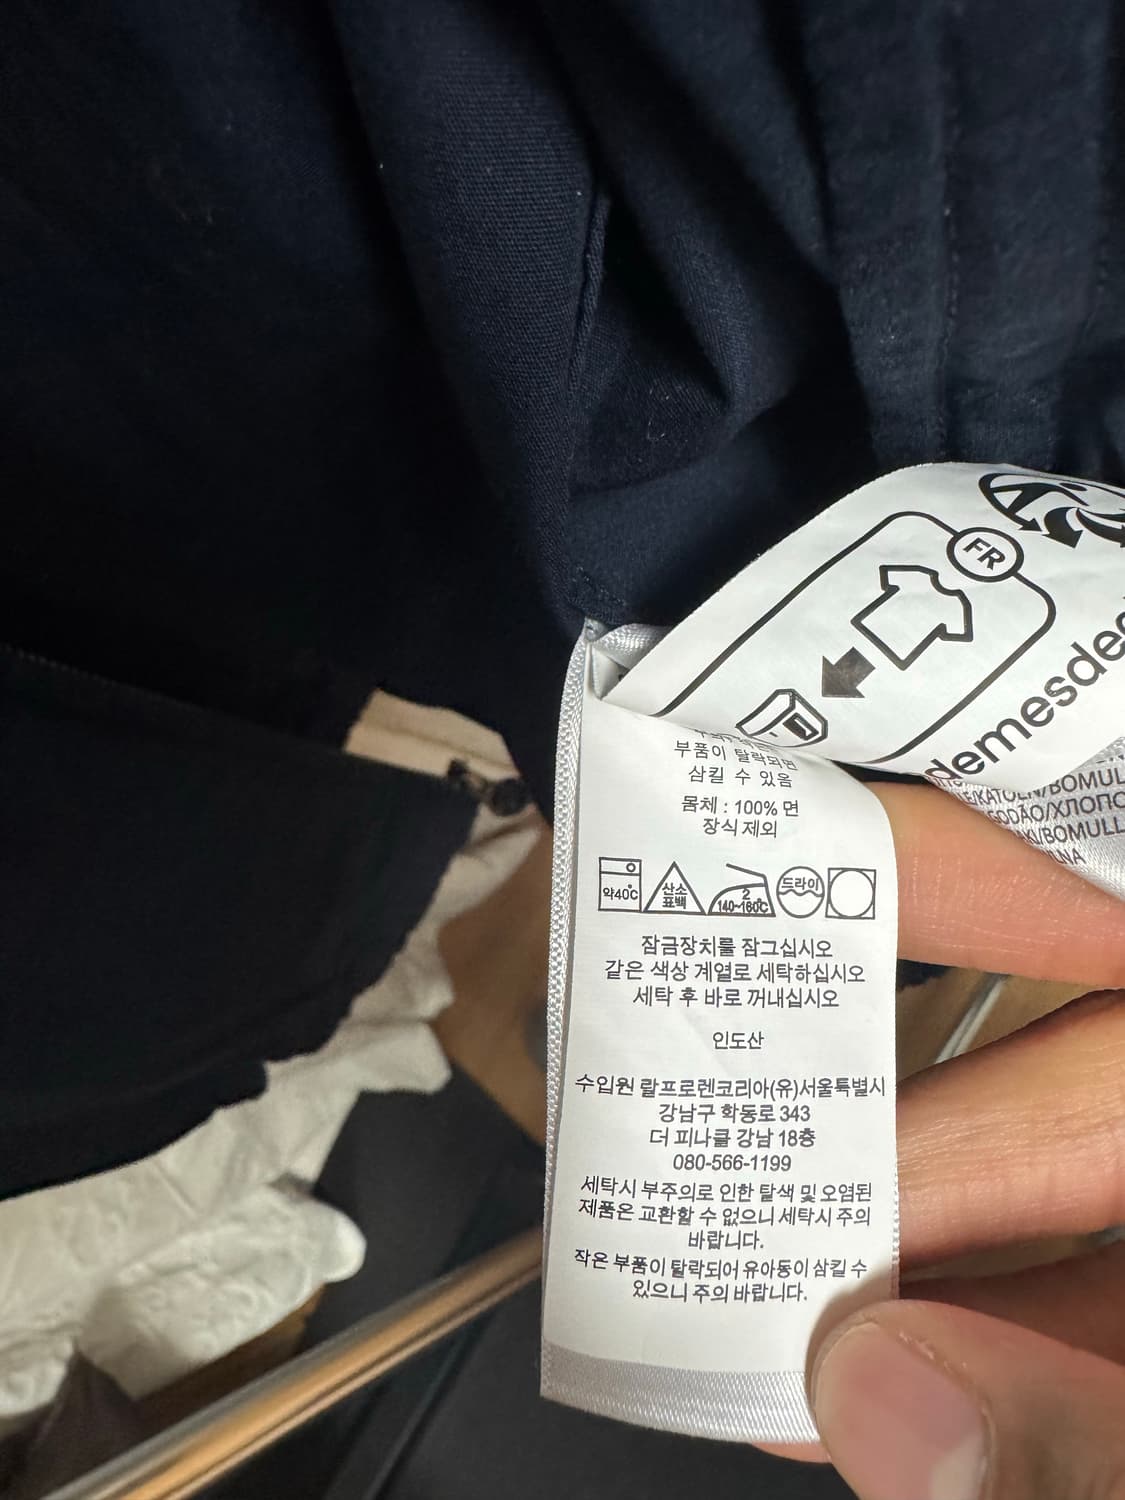 FR
부품이 탈락되면
삼킬 수 있음
몸체 : 100% 면
장식 제외
약40℃
산소
표백
2
140~160℃
드라이
잠금장치를 잠그십시오
같은 색상 계열로 세탁하십시오
세탁 후 바로 꺼내십시오
인도산
수입원 랄프로렌코리아(유)서울특별시
강남구 학동로 343
더 피나클 강남 18층
080-566-1199
세탁시 부주의로 인한 탈색 및 오염된
제품은 교환할 수 없으니 세탁시 주의
바랍니다.
작은 부품이 탈락되어 유아동이 삼킬 수
있으니 주의 바랍니다.
/KATOEN/BOMUL
GODÃO/ХЛОПО
/BOMULL